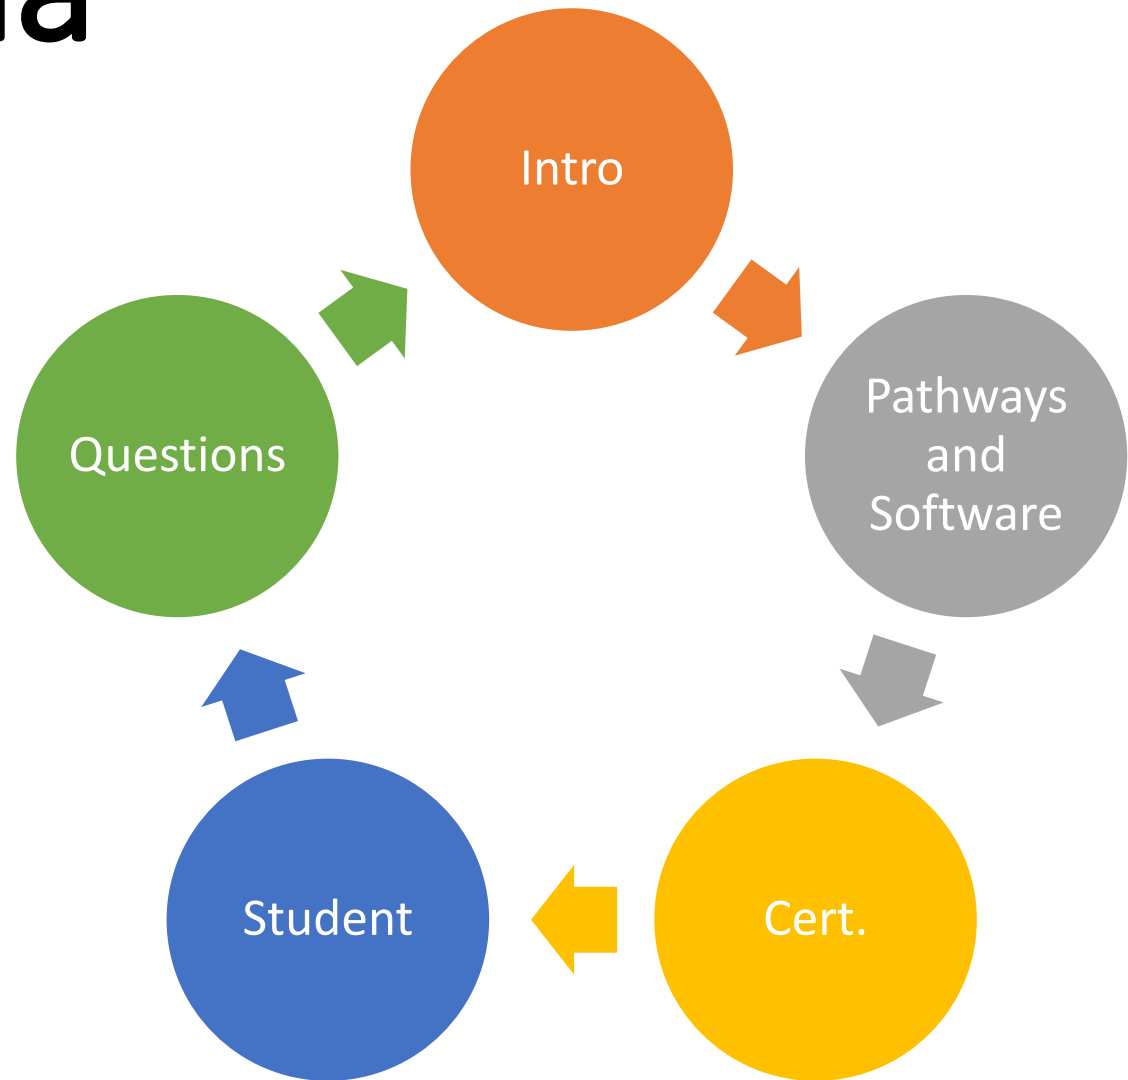 Intro
Pathways
and
Software
Cert.
Student
Questions